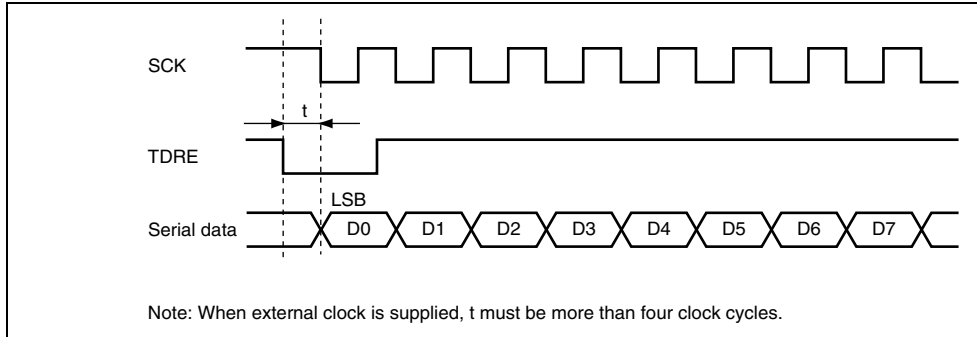 SCK
t
TDRE
LSB
Serial data D0 D1 D2 D3 D4 D5 D6 D7
Note: When external clock is supplied, t must be more than four clock cycles.